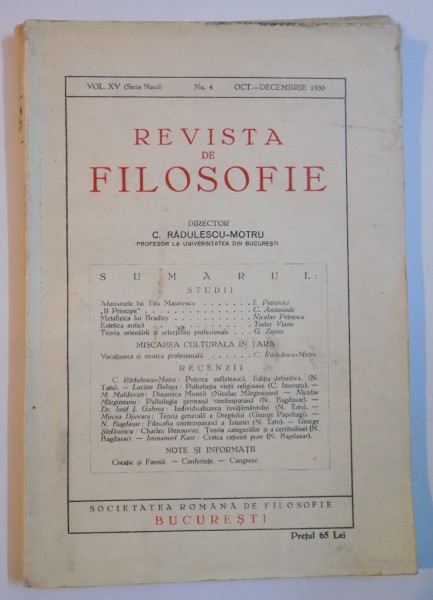 VOL. XV (Seria Nouă) No. 4 OCT.—DECEMBRIE 1930
REVISTA
DE
FILOSOFIE
DIRECTOR
C. RĂDULESCU-MOTRU
PROFESOR LA UNIVERSITATEA DIN BUCUREȘTI
SUMARUL:
STUDII
Aforismele lui Titu Maiorescu . . . . . . . I. Petrovici
„Il Principe" . . . . . . . . . . . C. Antoniade
Metafizica lui Bradley . . . . . . . . . Nicolae Petrescu
Estetica antică . . . . . . . . . . . Tudor Vianu
Teoria orientării și selecțiunii profesionale . . . G. Zapan
MIȘCAREA CULTURALĂ ÎN ȚARĂ
Vocațiunea și munca profesională . . . . . C. Rădulescu-Motru
RECENZII
C. Rădulescu-Motru: Puterea sufletească. Ediția definitivă. (N.
Tatu). — Lucian Bologa: Psihologia vieții religioase (C. Iascurel). —
M. Moldovan: Dinamica Muncii (Nicolae Mărgineanu) — Nicolae
Mărgineanu: Psihologia germană contimporană (N. Bagdasar). —
Dr. Iosif I. Gabrea: Individualizarea învățământului (N. Tatu). —
Mircea Djuvara: Teoria generală a Dreptului (George Papahagi). —
N. Bagdasar: Filosofia contemporană a Istoriei (N. Tatu). — George
Ștefănescu: Charles Renouvier. Teoria categoriilor și a certitudinei (N.
Bagdasar). — Immanuel Kant: Critica rațiunii pure (N. Bagdasar).
NOTE ȘI INFORMAȚII
Creație și Formă. — Conferințe. — Congrese.
SOCIETATEA ROMÂNĂ DE FILOSOFIE
BUCUREȘTI
Prețul 65 Lei